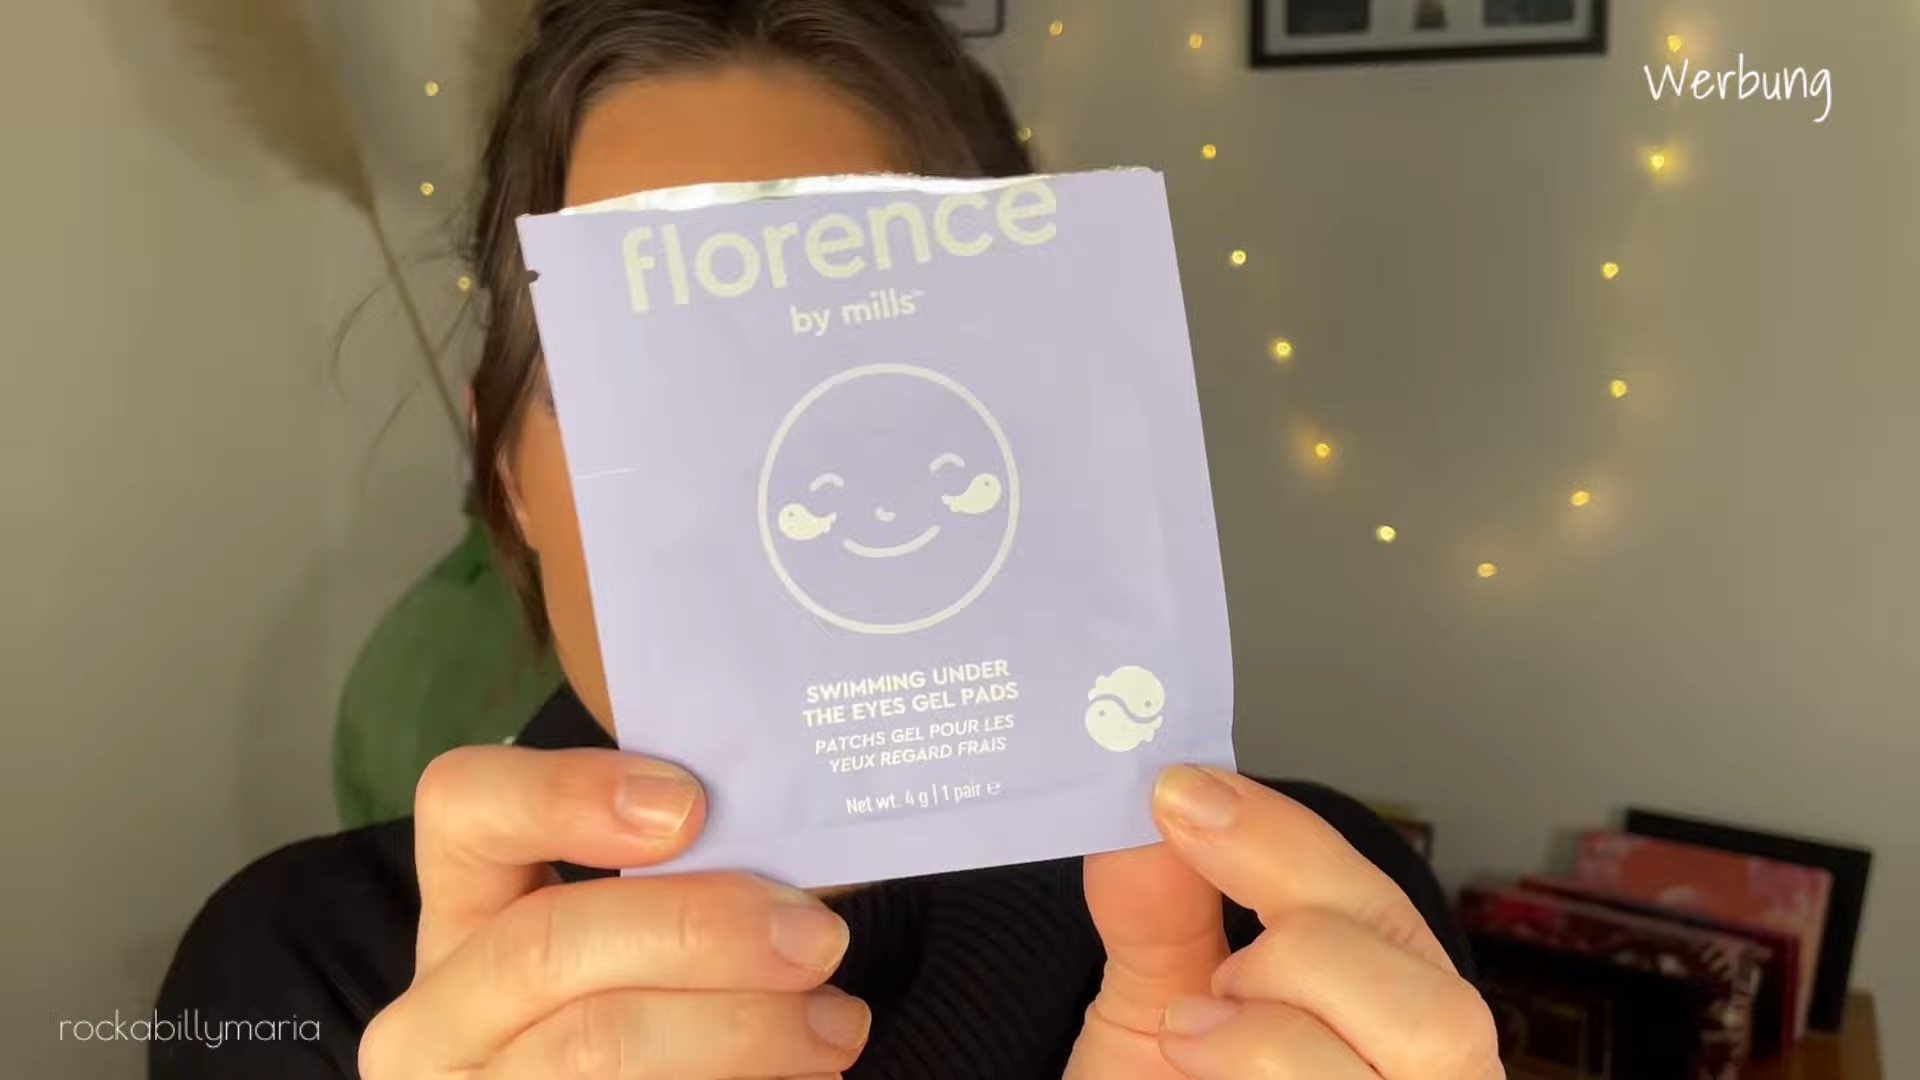 Werbung
florence
by mills™
SWIMMING UNDER
THE EYES GEL PADS
PATCHS GEL POUR LES
YEUX REGARD FRAIS
Net wt. 4 g | 1 pair ℮
rockabillymaria